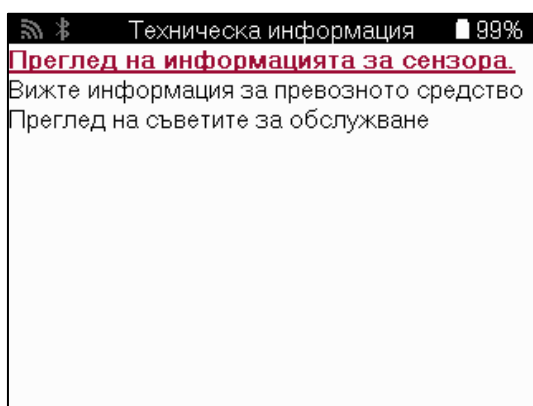 Техническа информация 99%
Преглед на информацията за сензора.
Вижте информация за превозното средство
Преглед на съветите за обслужване